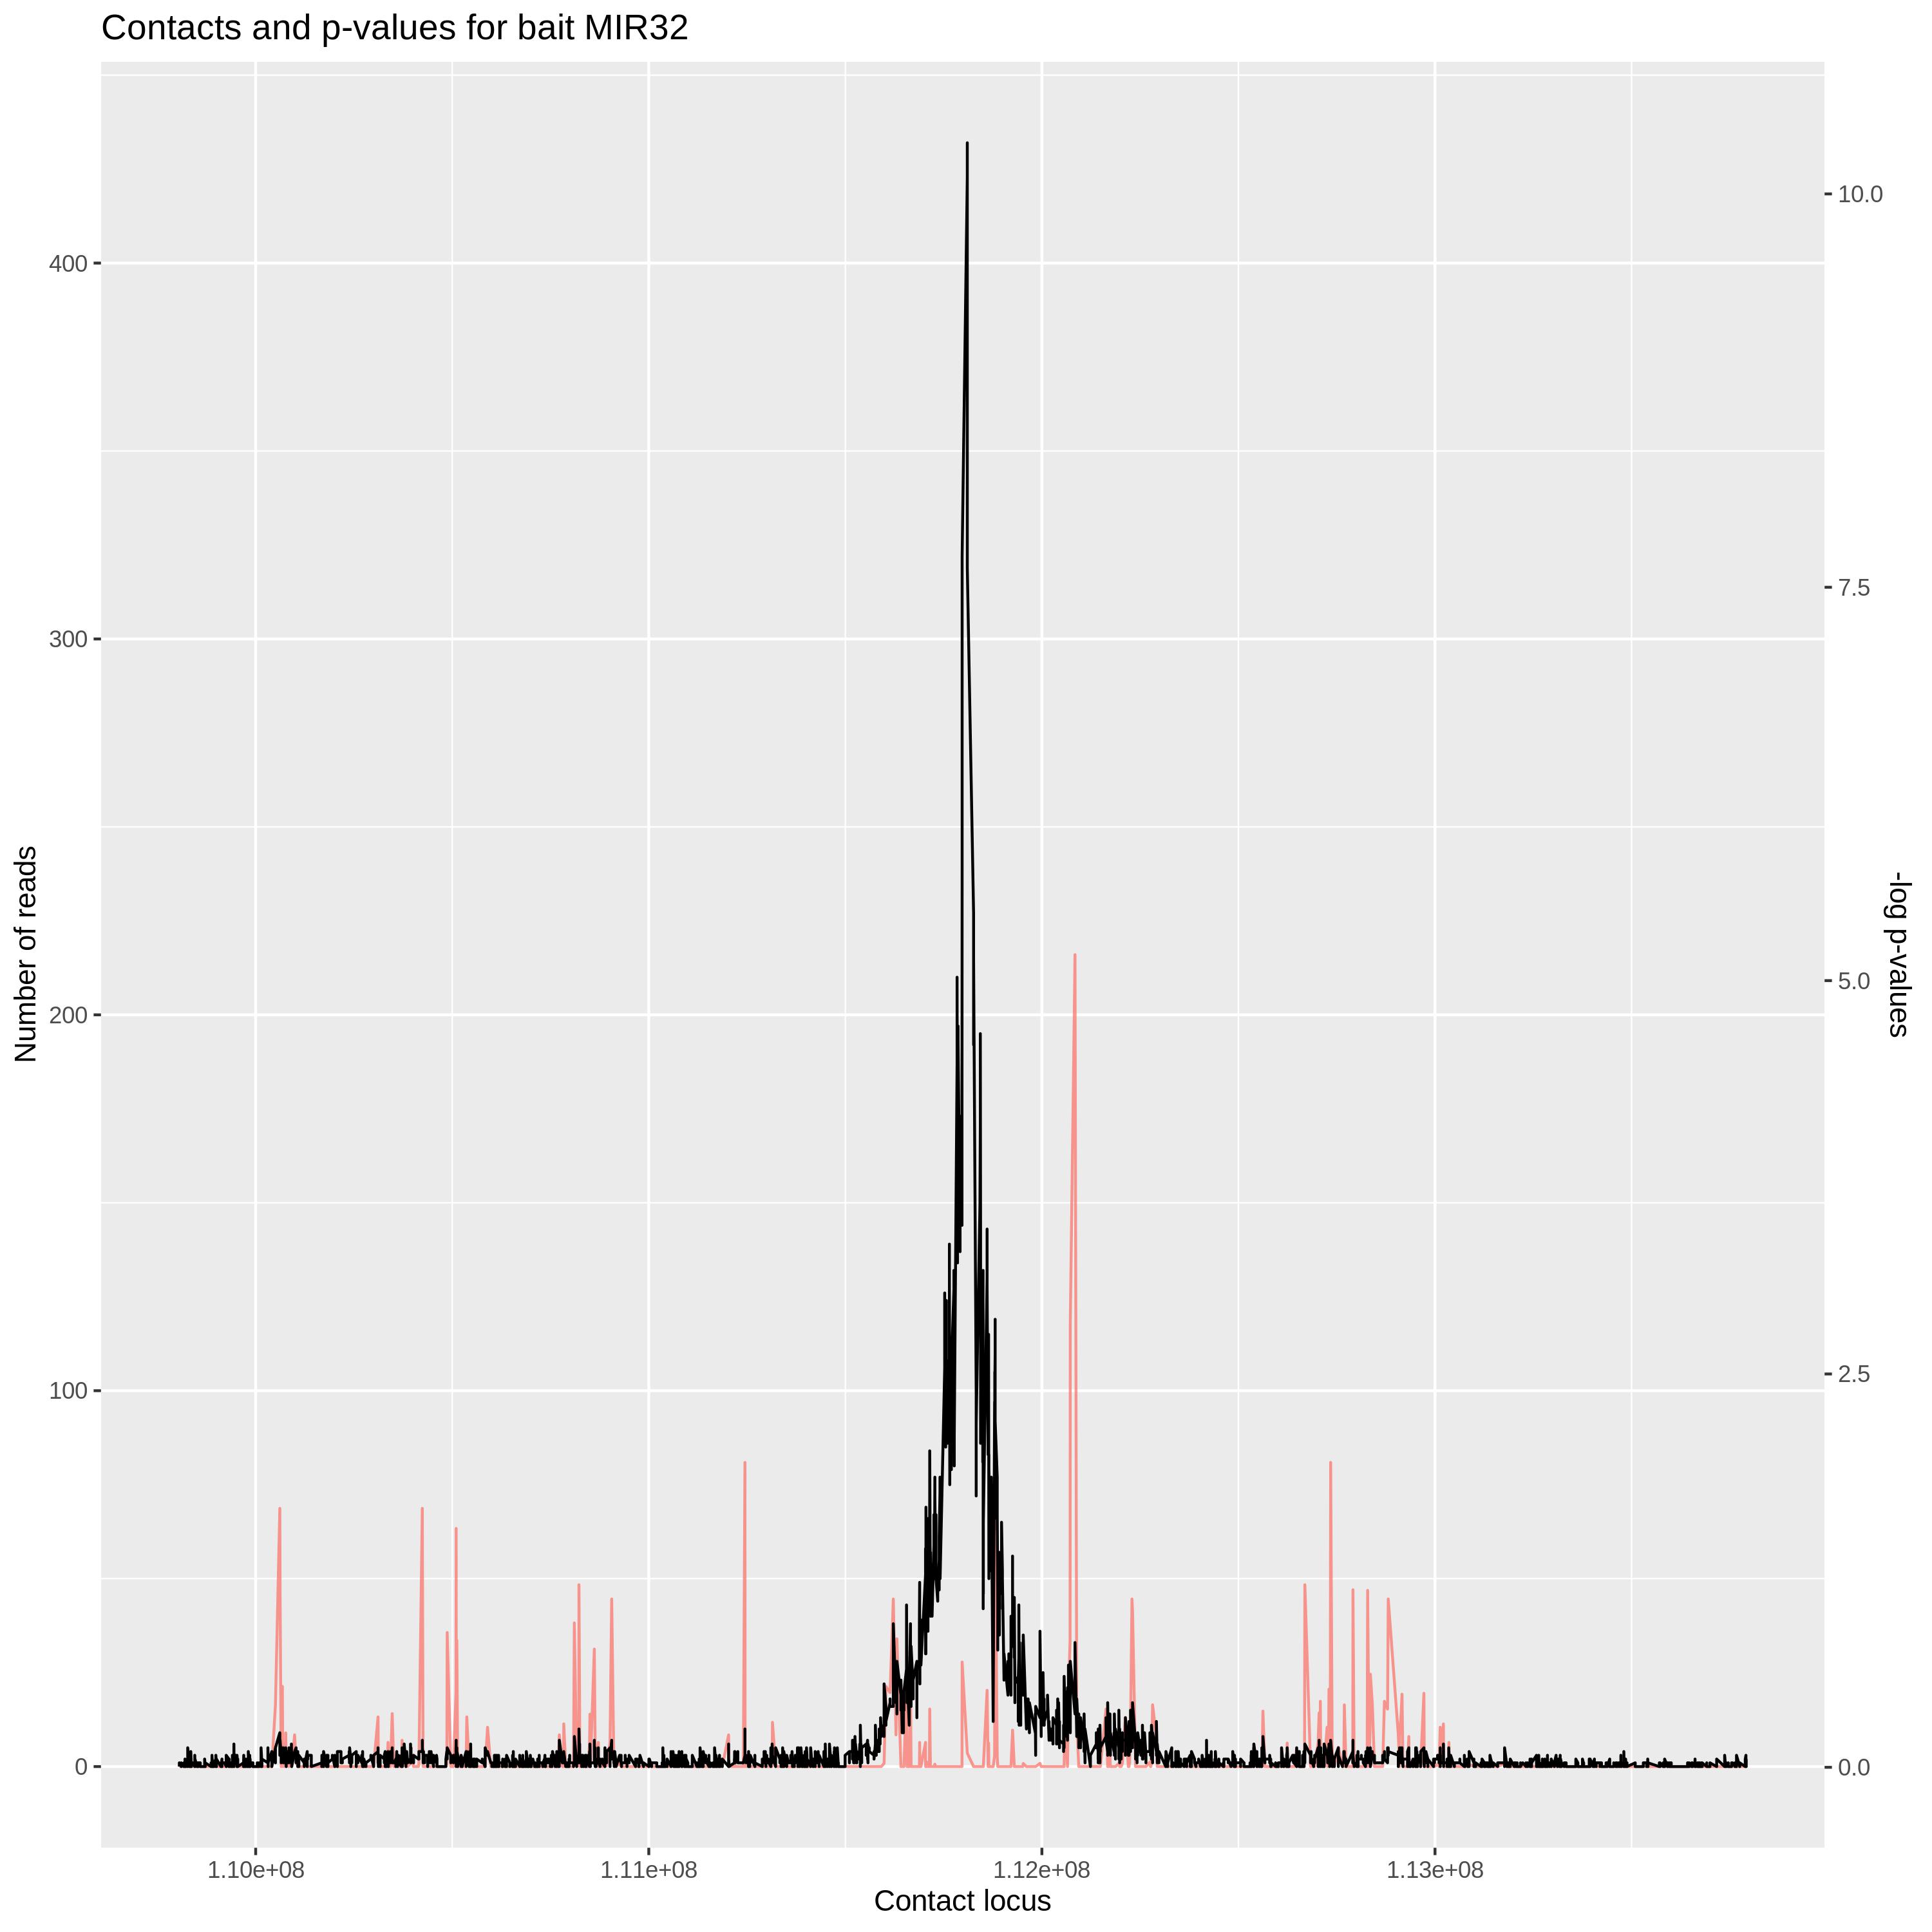 Contacts and p-values for bait MIR32
400
300
200
100
0
Number of reads
10.0
7.5
5.0
2.5
0.0
-log p-values
1.10e+08
1.11e+08
1.12e+08
1.13e+08
Contact locus